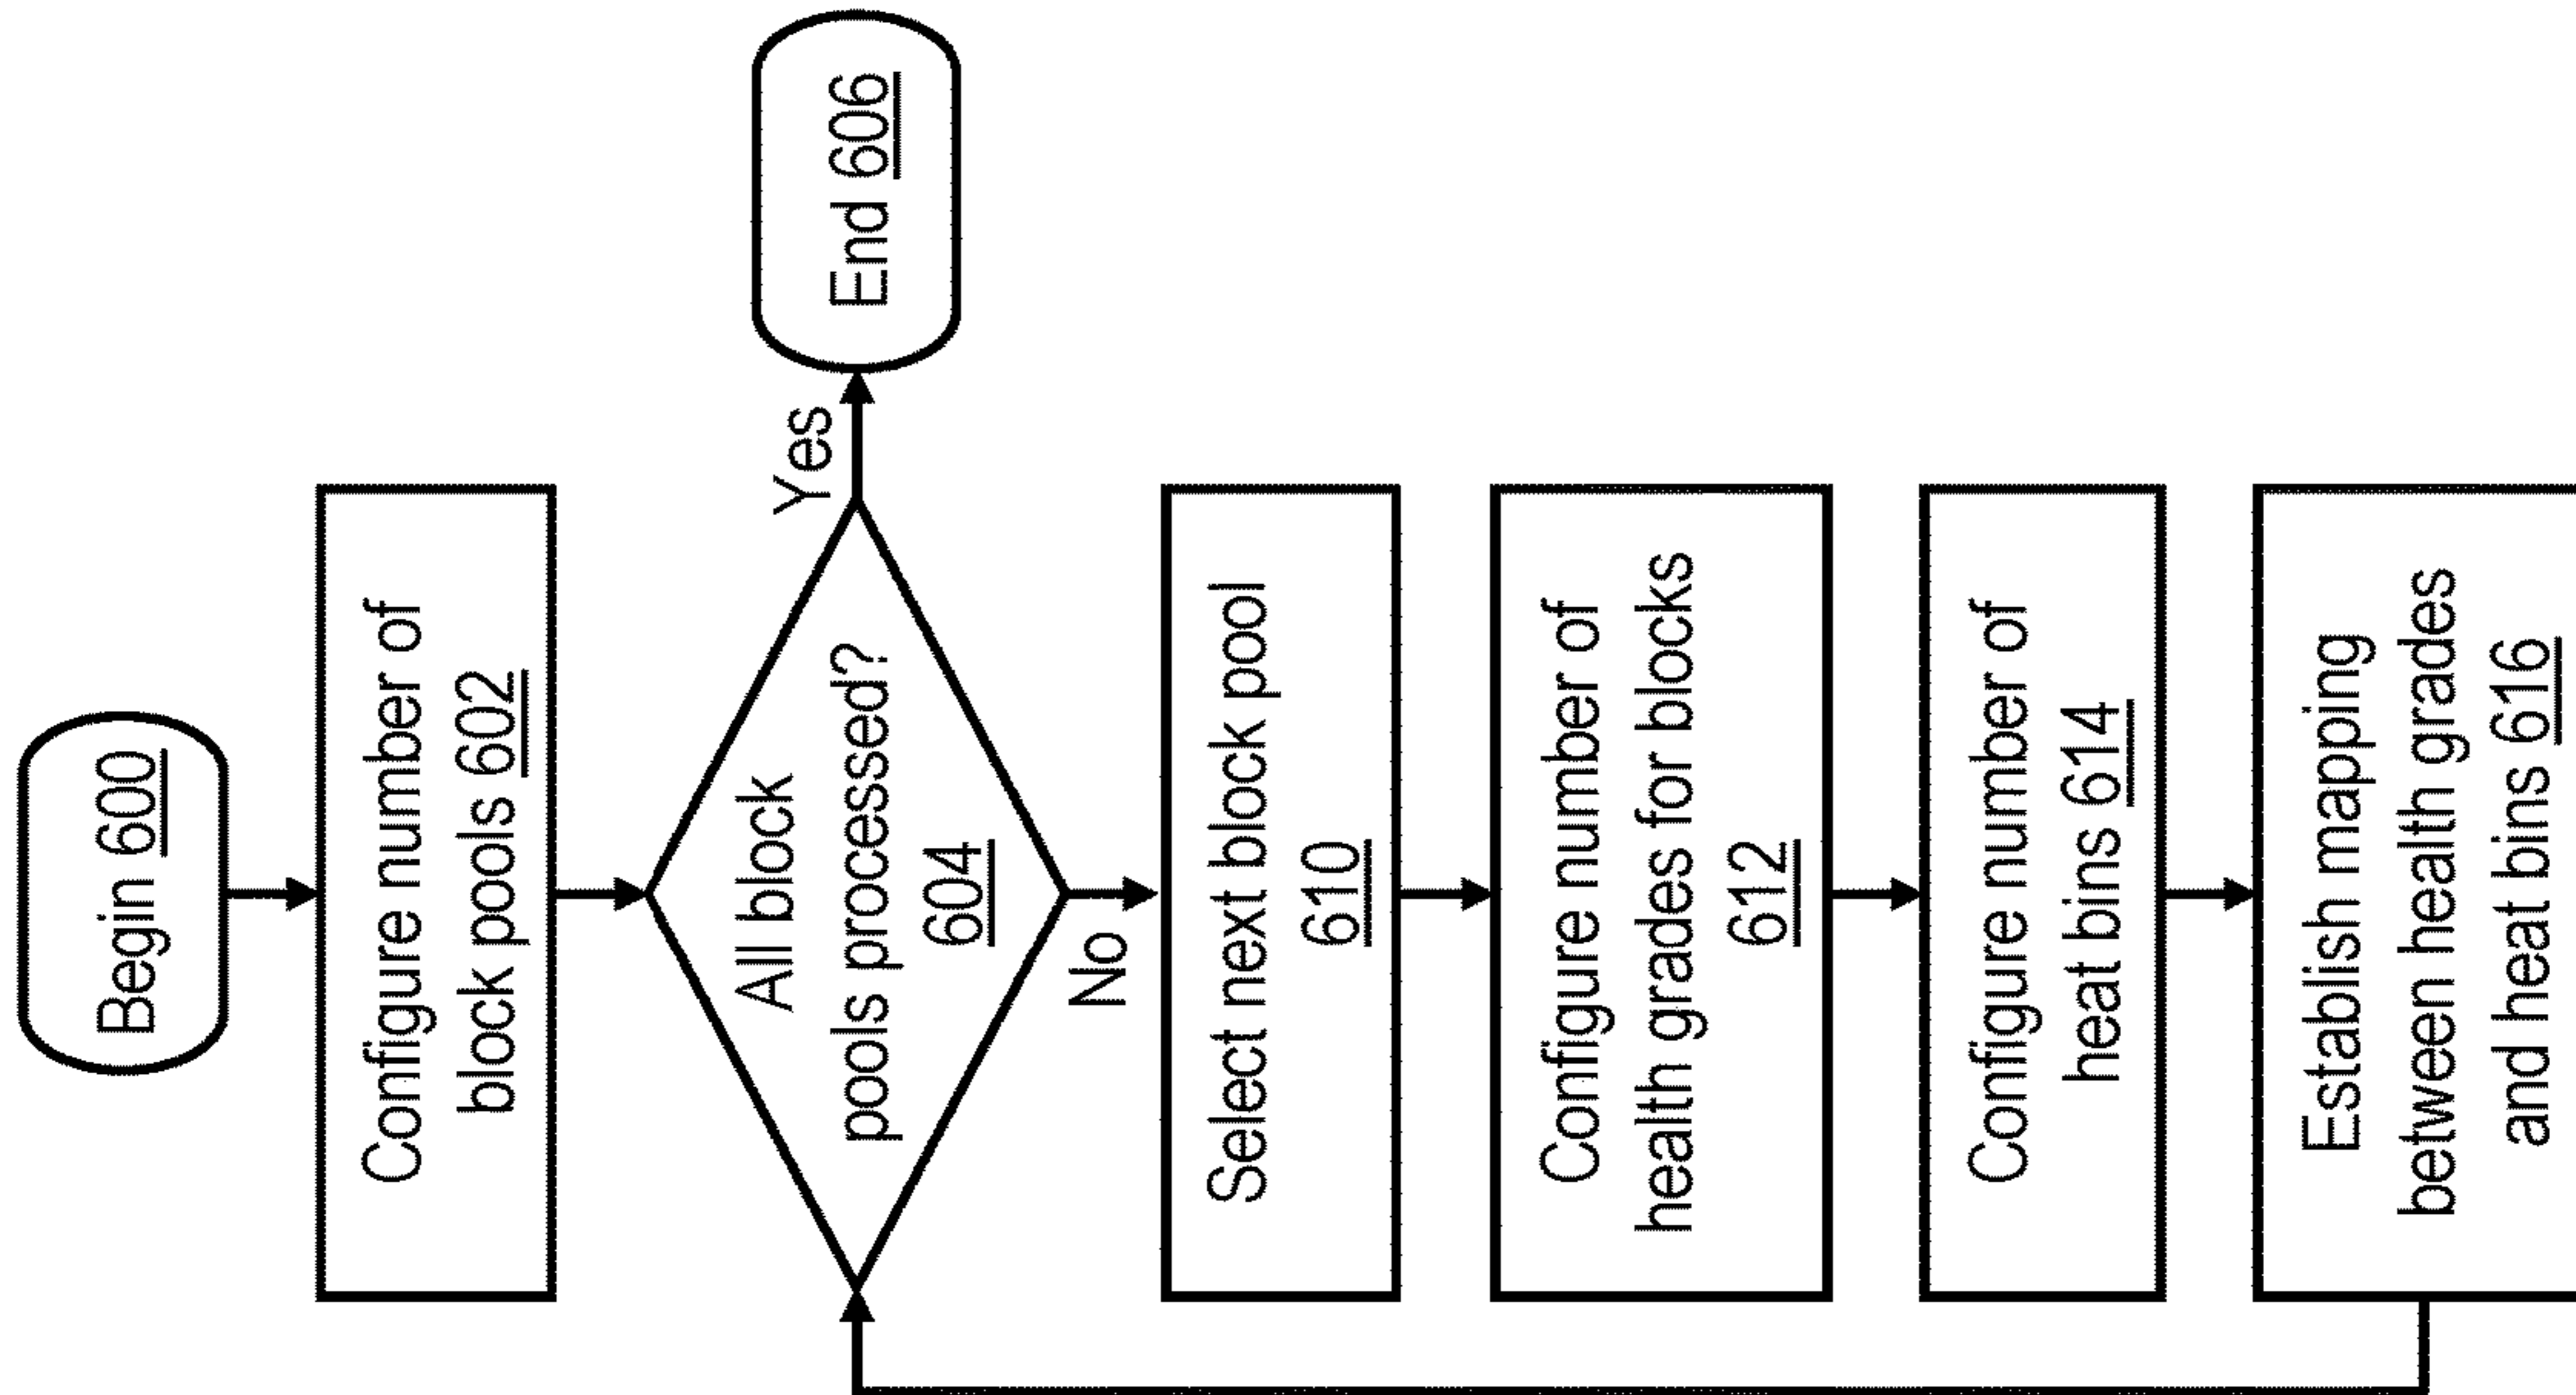 Begin 600
Configure number of
block pools 602
All block
pools processed?
604
Yes
End 606
No
Select next block pool
610
Configure number of
health grades for blocks
612
Configure number of
heat bins 614
Establish mapping
between health grades
and heat bins 616